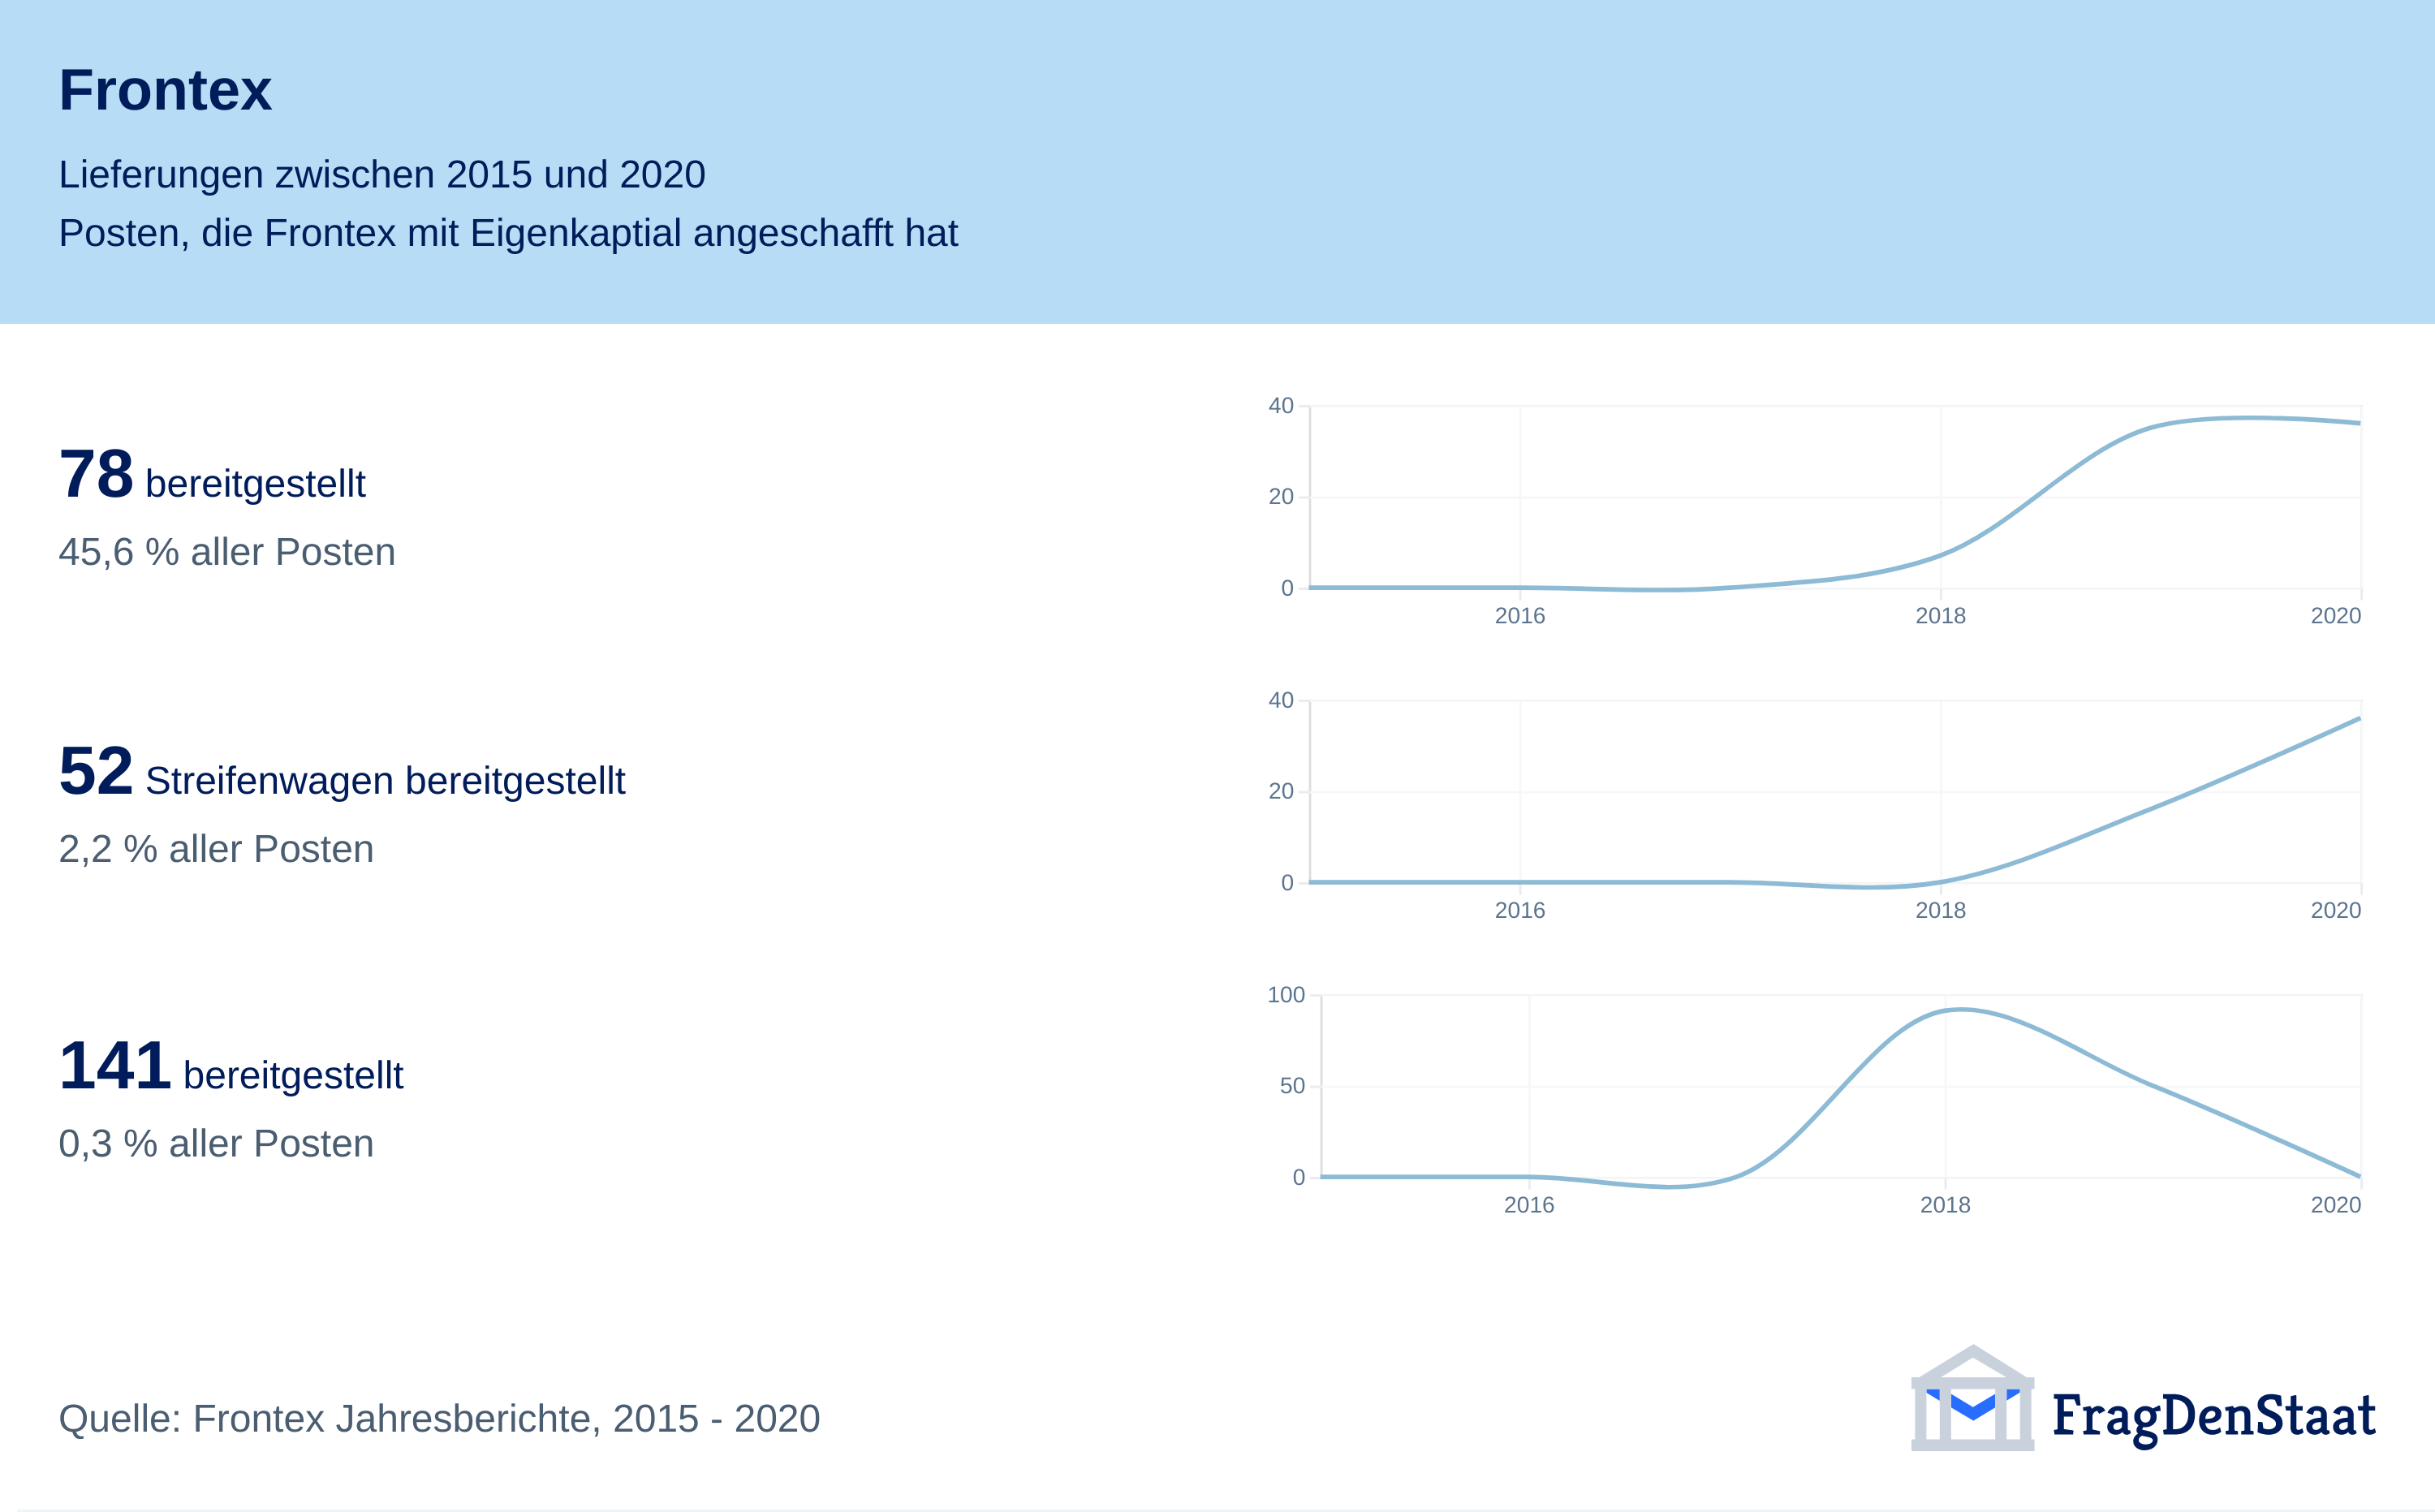 Frontex
Lieferungen zwischen 2015 und 2020
Posten, die Frontex mit Eigenkaptial angeschafft hat
78 bereitgestellt
45,6 % aller Posten
40
20
0
2016 2018 2020
52 Streifenwagen bereitgestellt
2,2 % aller Posten
40
20
0
2016 2018 2020
141 bereitgestellt
0,3 % aller Posten
100
50
0
2016 2018 2020
Quelle: Frontex Jahresberichte, 2015 - 2020
FragDenStaat